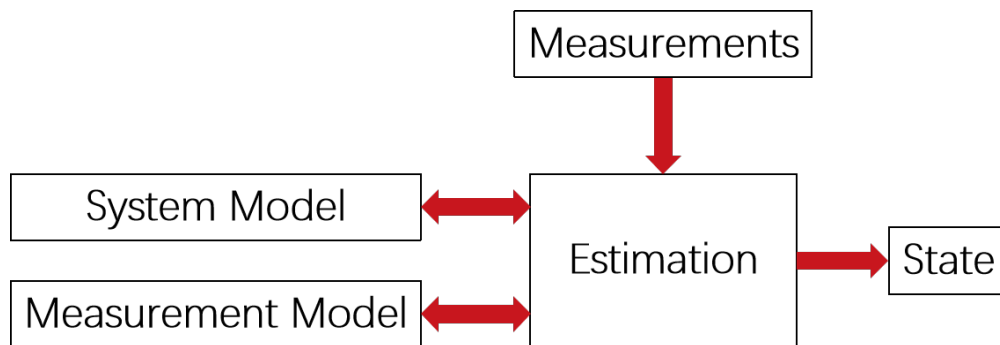 Measurements
System Model
Estimation
State
Measurement Model